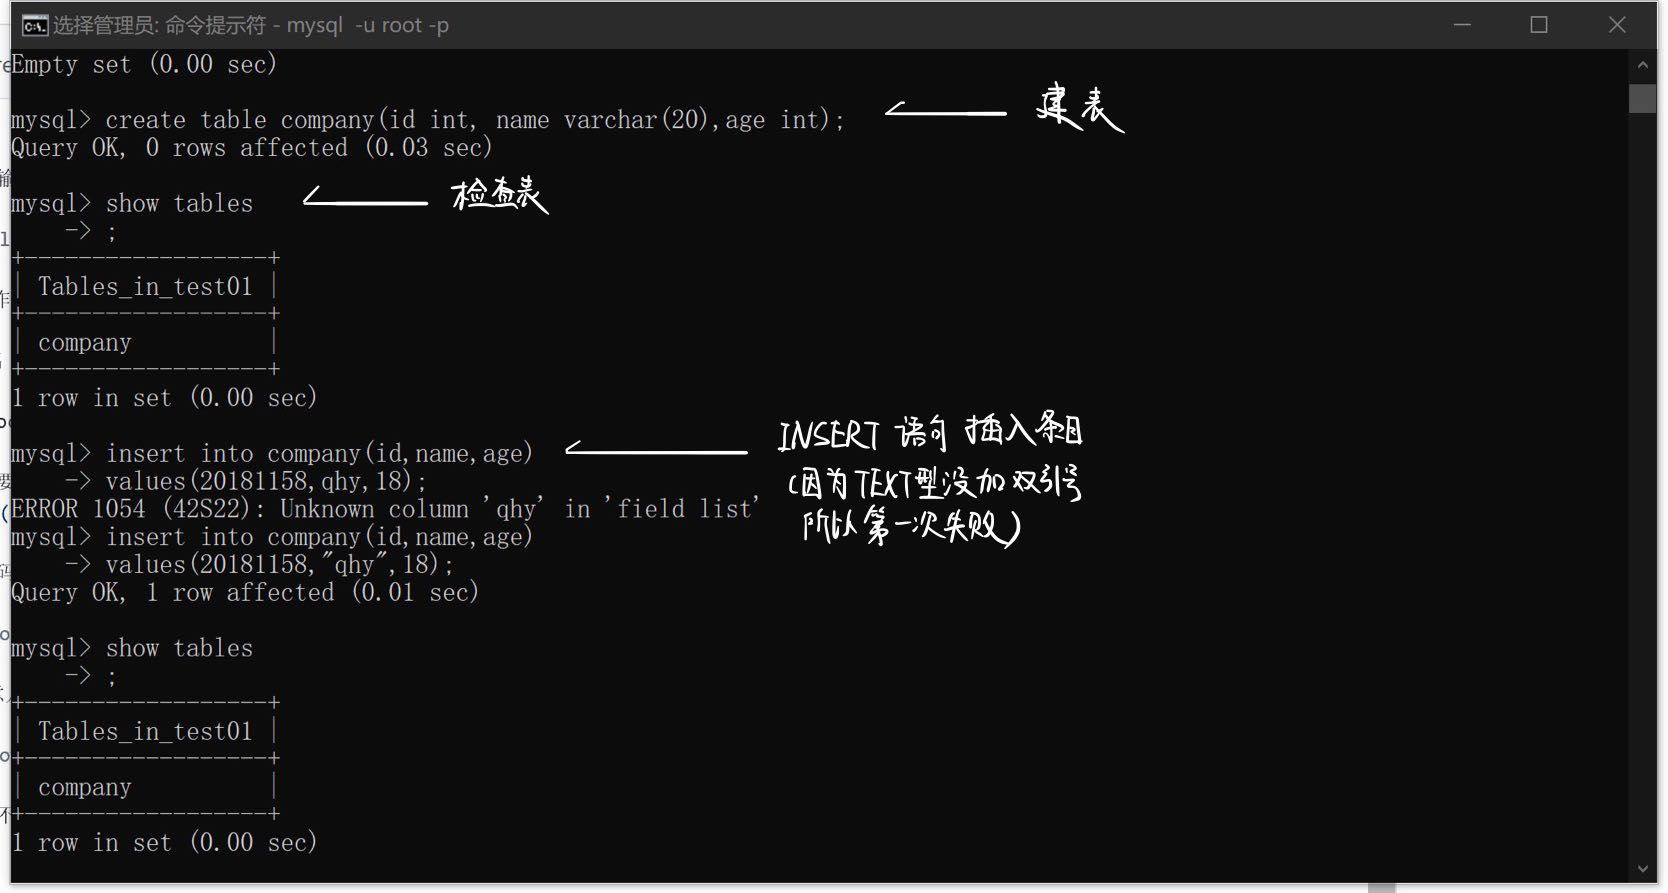 选择管理员: 命令提示符 - mysql  -u root -p
Empty set (0.00 sec)
mysql> create table company(id int, name varchar(20),age int);
建表
Query OK, 0 rows affected (0.03 sec)
mysql> show tables
检查表
    -> ;
+------------------+
| Tables_in_test01 |
+------------------+
| company          |
+------------------+
1 row in set (0.00 sec)
mysql> insert into company(id,name,age)
INSERT 语句 插入条目
    -> values(20181158,qhy,18);
(因为TEXT型没加双引号
ERROR 1054 (42S22): Unknown column 'qhy' in 'field list'
所以第一次失败)
mysql> insert into company(id,name,age)
    -> values(20181158,"qhy",18);
Query OK, 1 row affected (0.01 sec)
mysql> show tables
    -> ;
+------------------+
| Tables_in_test01 |
+------------------+
| company          |
+------------------+
1 row in set (0.00 sec)